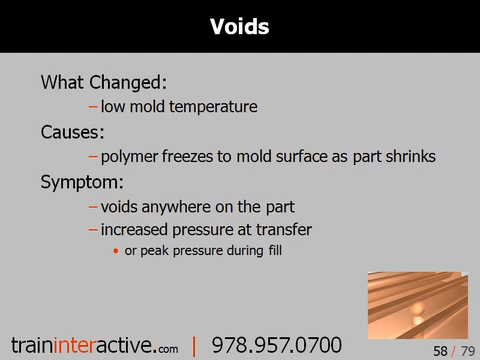 Voids
What Changed:
– low mold temperature
Causes:
– polymer freezes to mold surface as part shrinks
Symptom:
– voids anywhere on the part
– increased pressure at transfer
• or peak pressure during fill
traininteractive.com | 978.957.0700
58 / 79